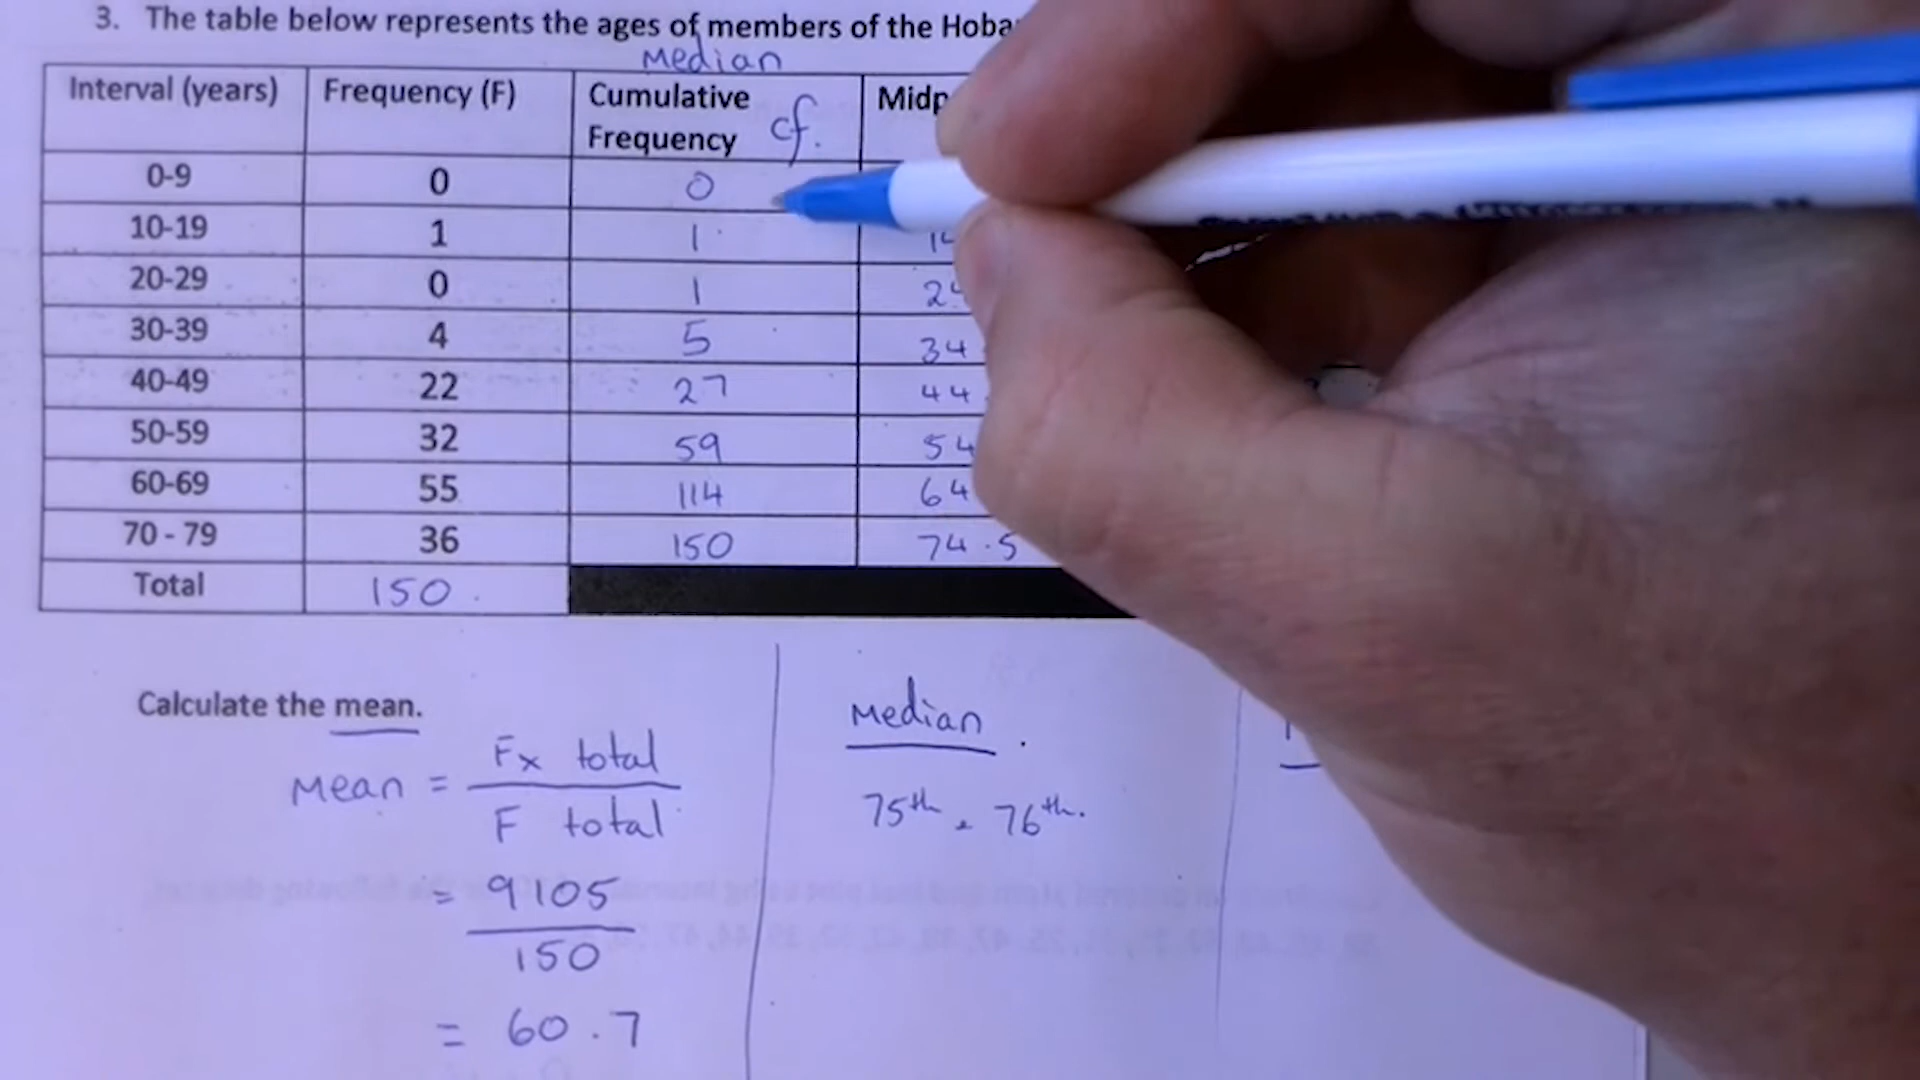 3. The table below represents the ages of members of the
Median
Interval (years) Frequency (F) Cumulative Frequency cf.
0-9 0 0
10-19 1 1
20-29 0 1
30-39 4 5 34
40-49 22 27 44
50-59 32 59 54
60-69 55 114 64
70 - 79 36 150 74.5
Total 150
Calculate the mean.
Mean = Fx total
F total
= 9105
150
= 60.7
Median
75th 76th.